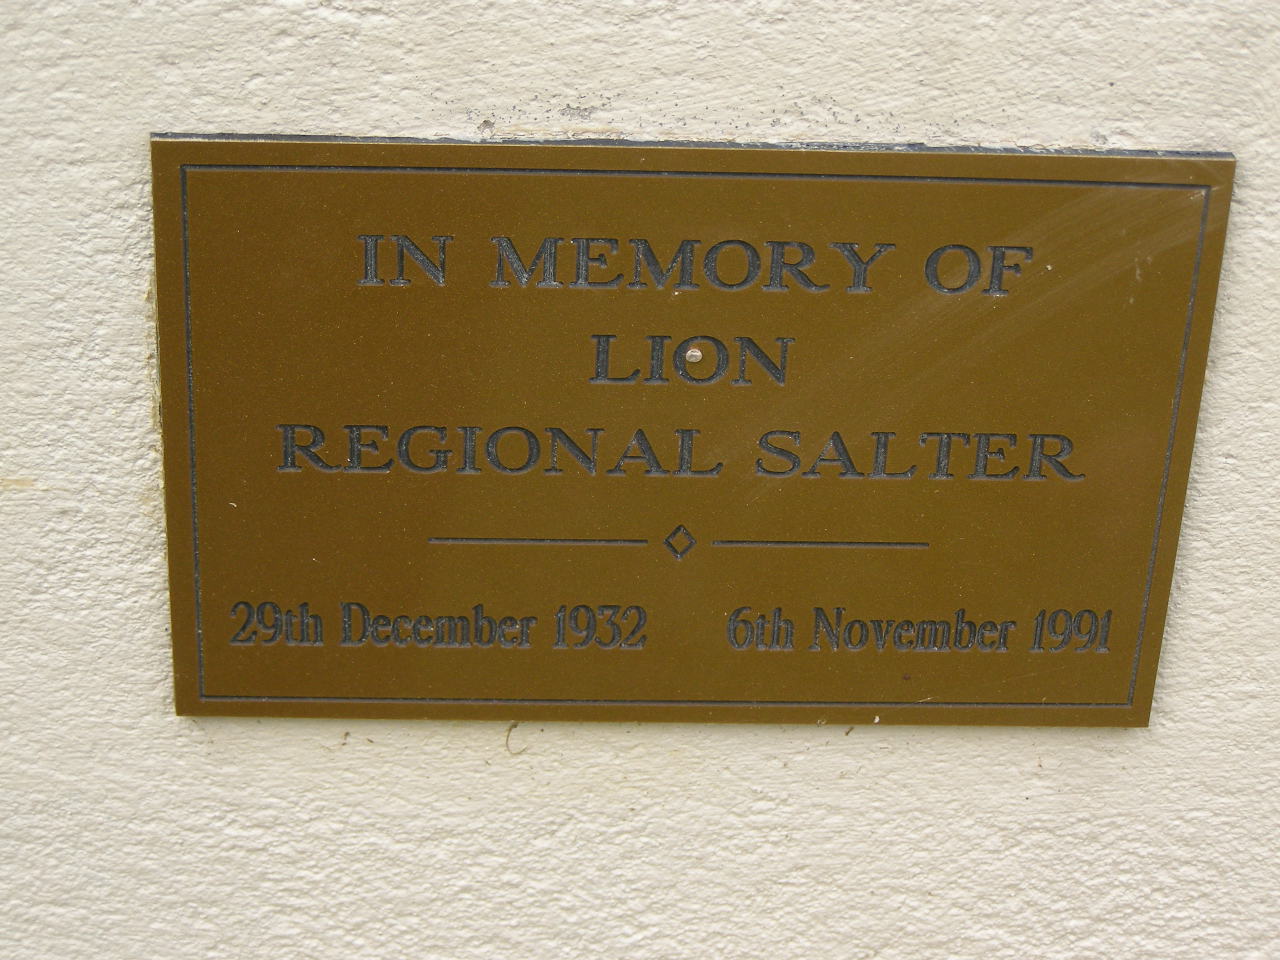 IN MEMORY OF
LION
REGIONAL SALTER
29th December 1932 6th November 1991